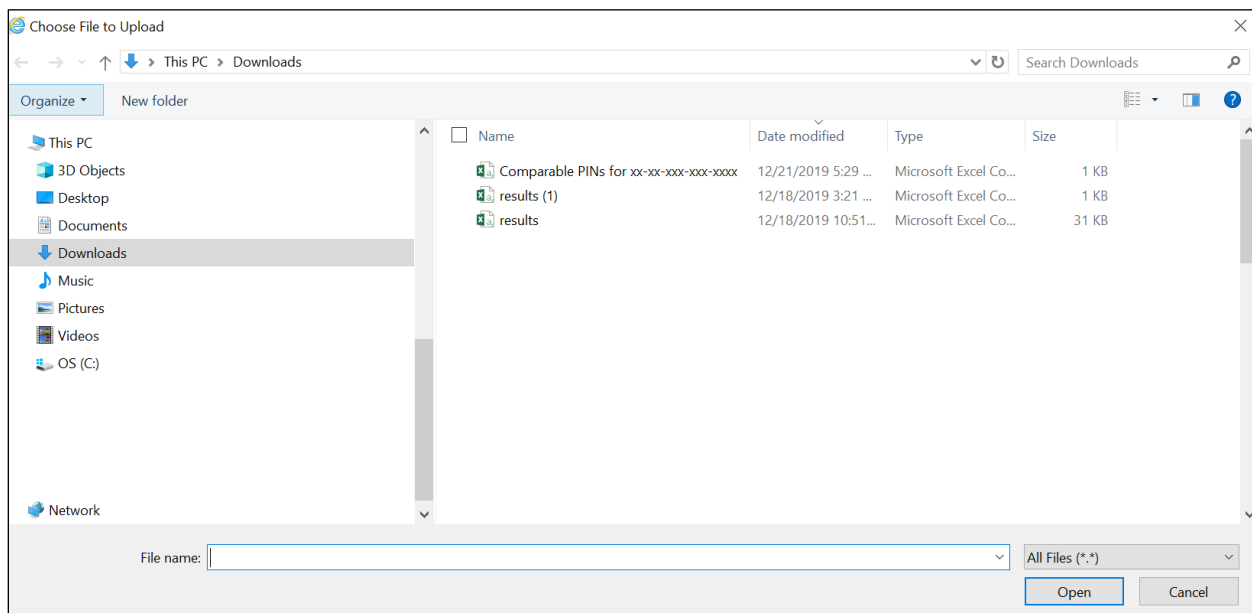 Choose File to Upload
This PC > Downloads
Search Downloads
Organize New folder
Name Date modified Type Size
This PC
3D Objects
Desktop
Documents
Downloads
Music
Pictures
Videos
OS (C:)
Network
Comparable PINs for xx-xx-xxx-xxx-xxxx 12/21/2019 5:29 ... Microsoft Excel Co... 1 KB
results (1) 12/18/2019 3:21 ... Microsoft Excel Co... 1 KB
results 12/18/2019 10:51... Microsoft Excel Co... 31 KB
File name: All Files (*.*)
Open Cancel